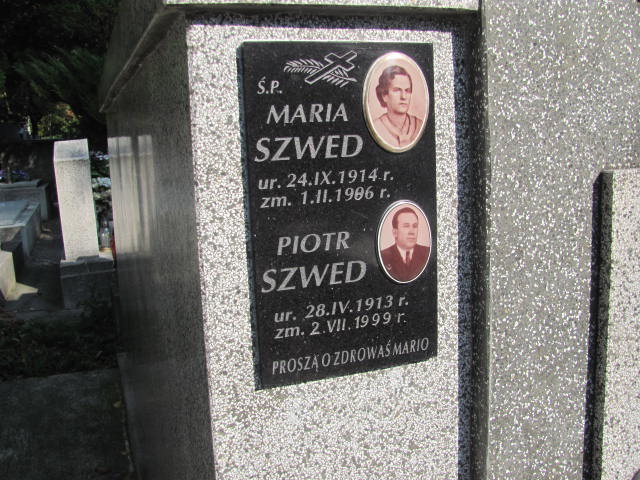 Ś.P.
MARIA
SZWED
ur. 24.IX.1914 r.
zm. 1.II.1986 r.
PIOTR
SZWED
ur. 28.IV.1913 r.
zm. 2.VII.1999 r.
PROSZĄ O ZDROWAŚ MARIO